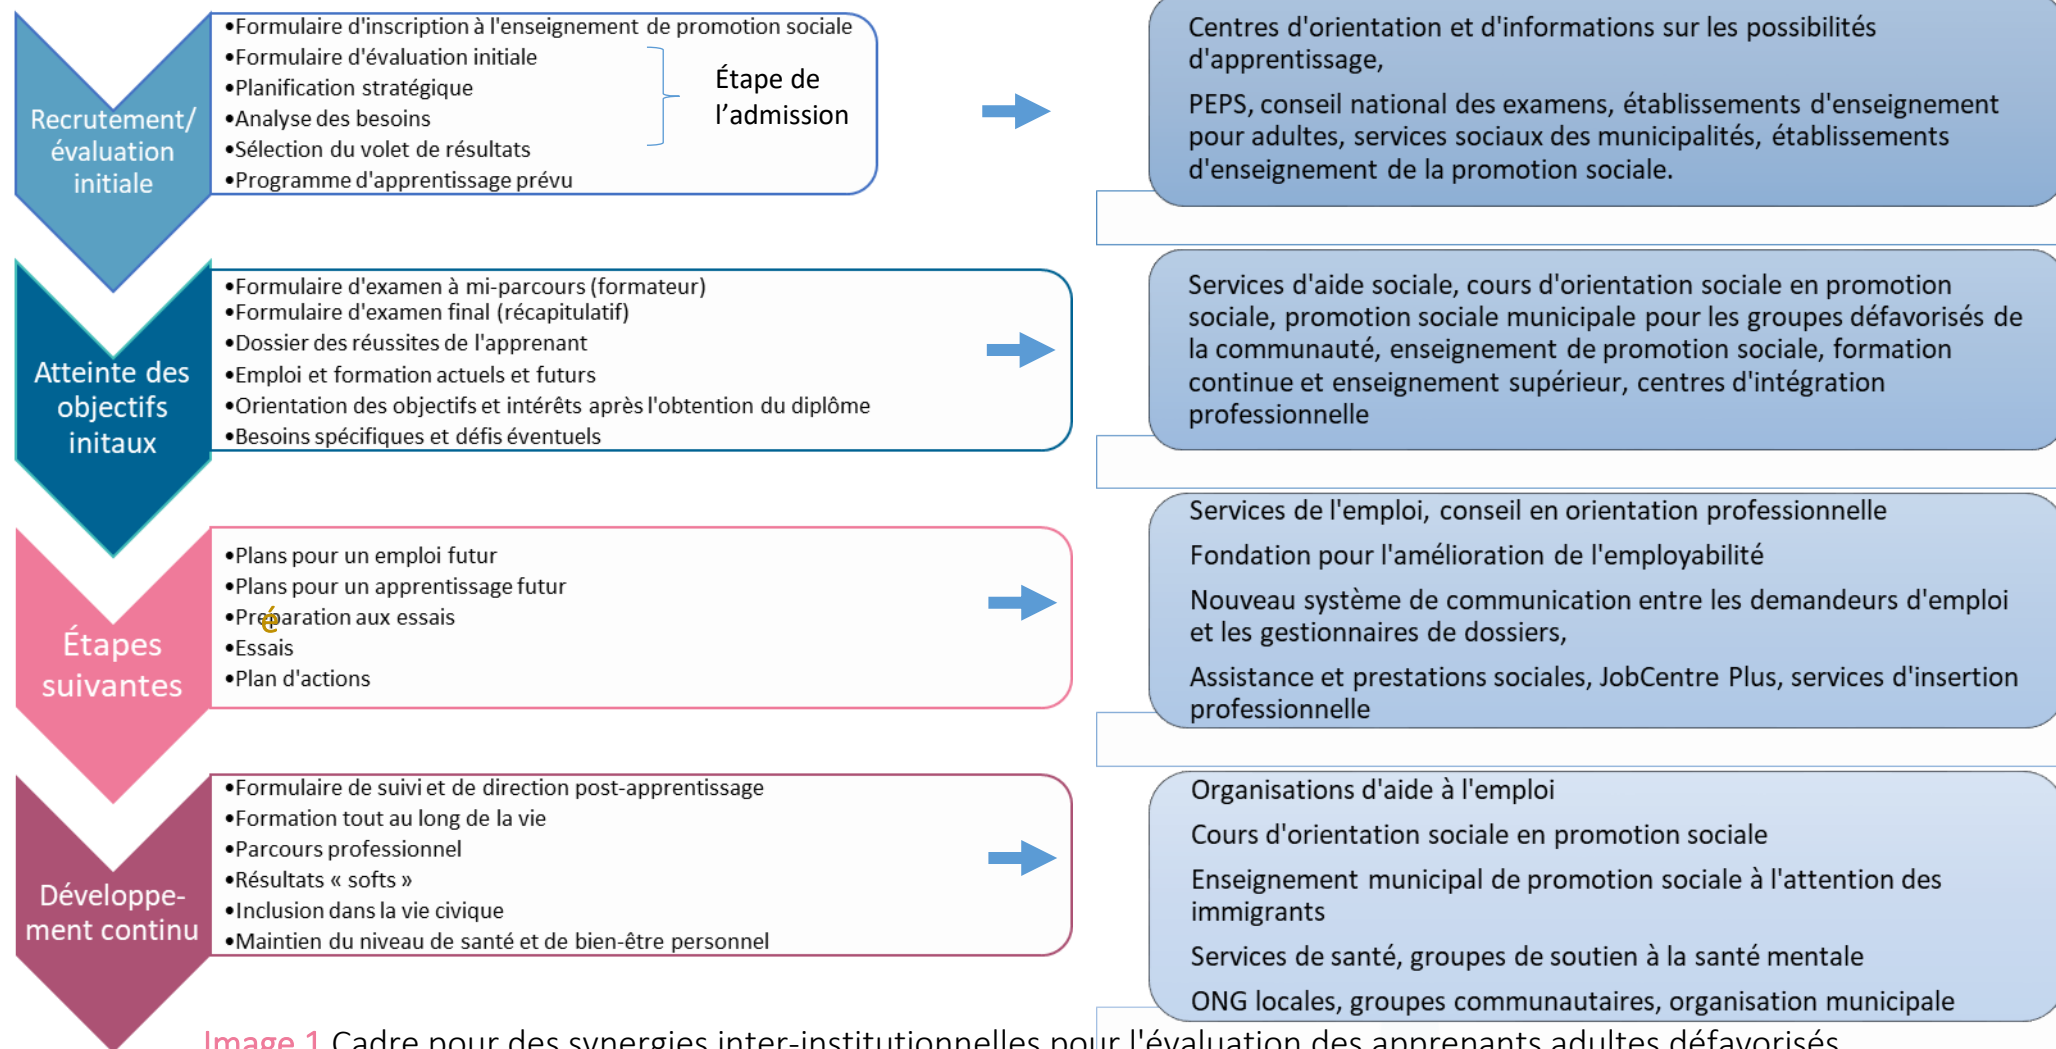 Recrutement/
évaluation
initiale
•Formulaire d'inscription à l'enseignement de promotion sociale
•Formulaire d'évaluation initiale
•Planification stratégique
•Analyse des besoins
•Sélection du volet de résultats
•Programme d'apprentissage prévu
Étape de
l’admission
Centres d'orientation et d'informations sur les possibilités
d'apprentissage,
PEPS, conseil national des examens, établissements d'enseignement
pour adultes, services sociaux des municipalités, établissements
d'enseignement de la promotion sociale.
Atteinte des
objectifs
initaux
•Formulaire d'examen à mi-parcours (formateur)
•Formulaire d'examen final (récapitulatif)
•Dossier des réussites de l'apprenant
•Emploi et formation actuels et futurs
•Orientation des objectifs et intérêts après l'obtention du diplôme
•Besoins spécifiques et défis éventuels
Services d'aide sociale, cours d'orientation sociale en promotion
sociale, promotion sociale municipale pour les groupes défavorisés de
la communauté, enseignement de promotion sociale, formation
continue et enseignement supérieur, centres d'intégration
professionnelle
Étapes
suivantes
•Plans pour un emploi futur
•Plans pour un apprentissage futur
•Préparation aux essais
•Essais
•Plan d'actions
Services de l'emploi, conseil en orientation professionnelle
Fondation pour l'amélioration de l'employabilité
Nouveau système de communication entre les demandeurs d'emploi
et les gestionnaires de dossiers,
Assistance et prestations sociales, JobCentre Plus, services d'insertion
professionnelle
Développe-
ment continu
•Formulaire de suivi et de direction post-apprentissage
•Formation tout au long de la vie
•Parcours professionnel
•Résultats « softs »
•Inclusion dans la vie civique
•Maintien du niveau de santé et de bien-être personnel
Organisations d'aide à l'emploi
Cours d'orientation sociale en promotion sociale
Enseignement municipal de promotion sociale à l'attention des
immigrants
Services de santé, groupes de soutien à la santé mentale
ONG locales, groupes communautaires, organisation municipale
Image 1 Cadre pour des synergies inter-institutionnelles pour l'évaluation des apprenants adultes défavorisés